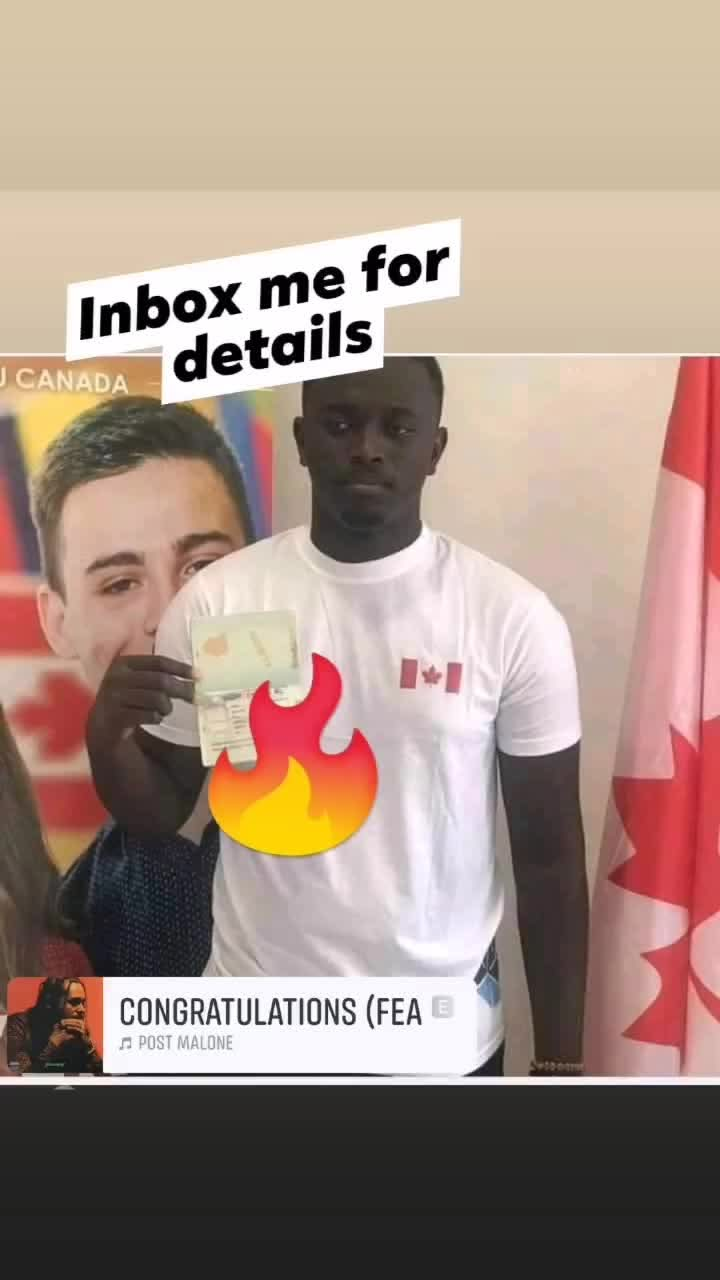 Inbox me for
details
U CANADA
CONGRATULATIONS (FEA E
POST MALONE